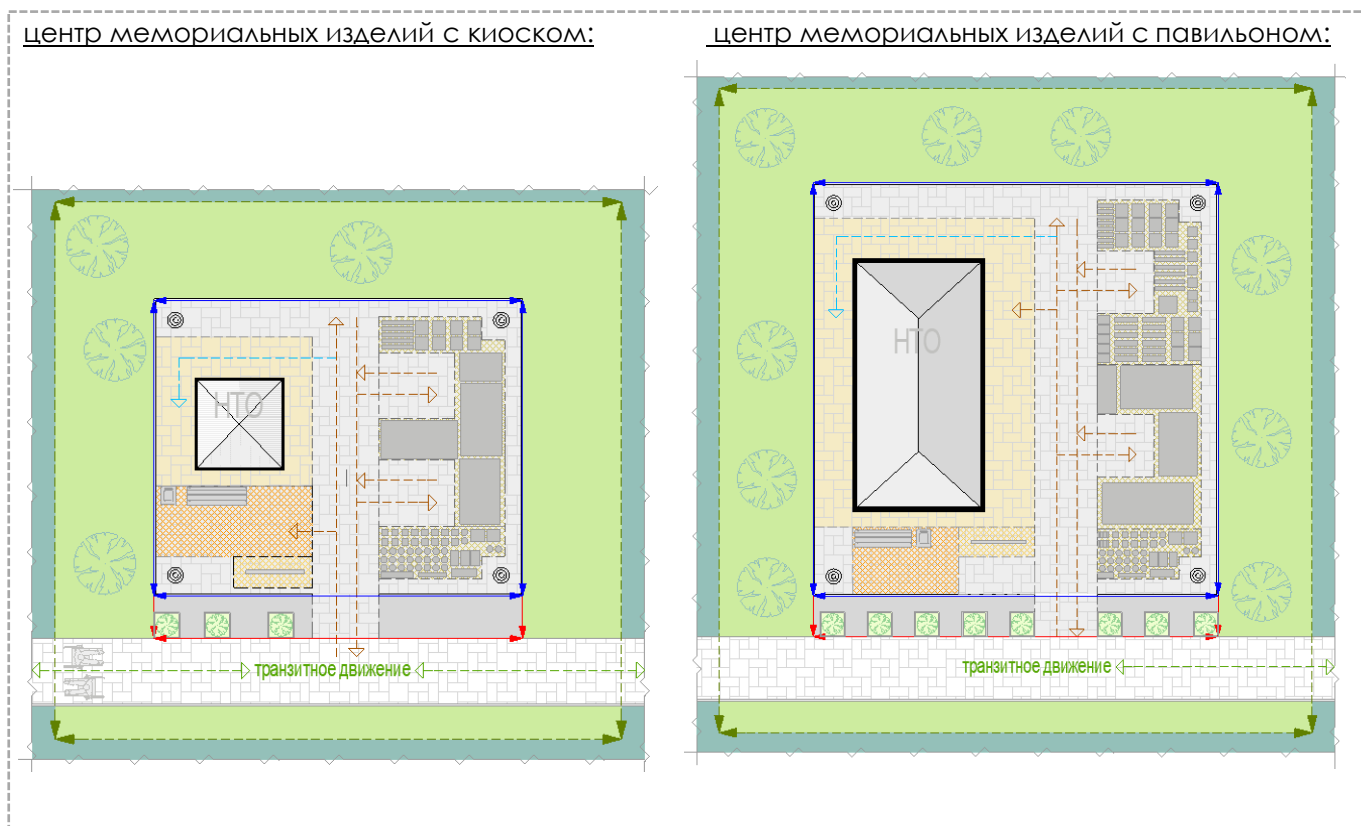 центр мемориальных изделий с киоском:
центр мемориальных изделий с павильоном:
НТО
НТО
транзитное движение
транзитное движение